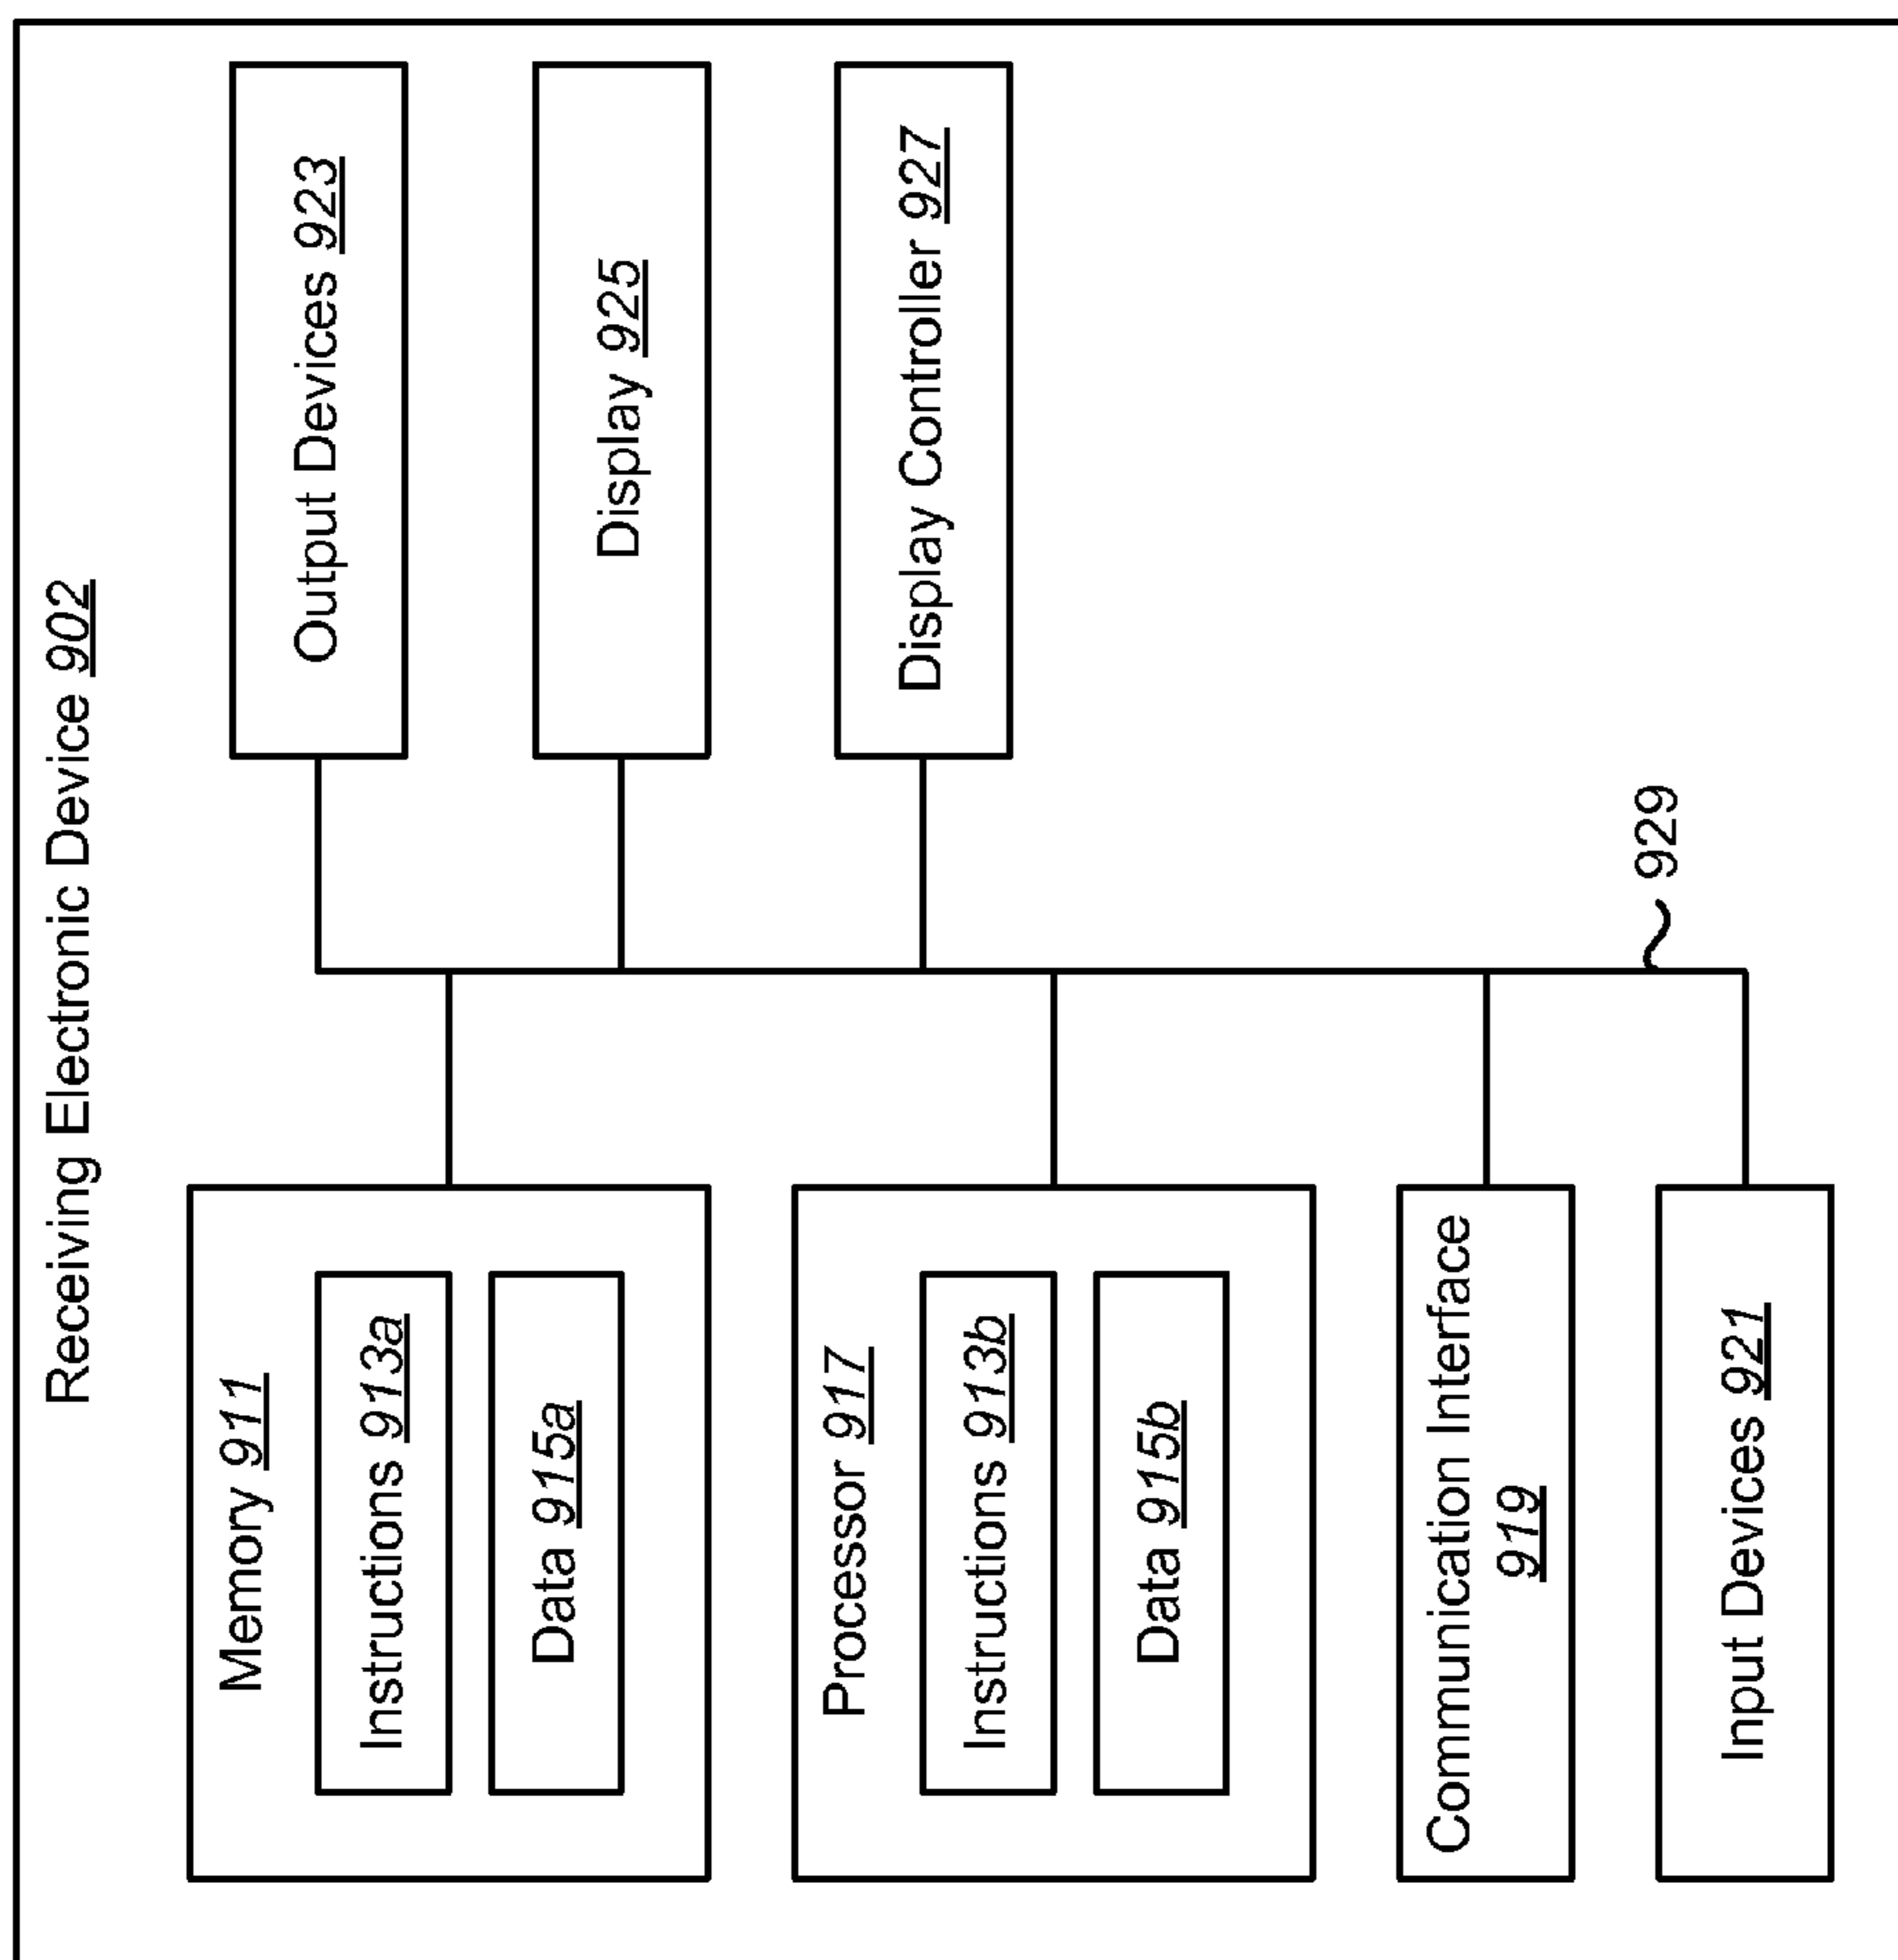 Receiving Electronic Device 902
Memory 911
Instructions 913a
Data 915a
Processor 917
Instructions 913b
Data 915b
Communication Interface
919
Input Devices 921
Output Devices 923
Display 925
Display Controller 927
929